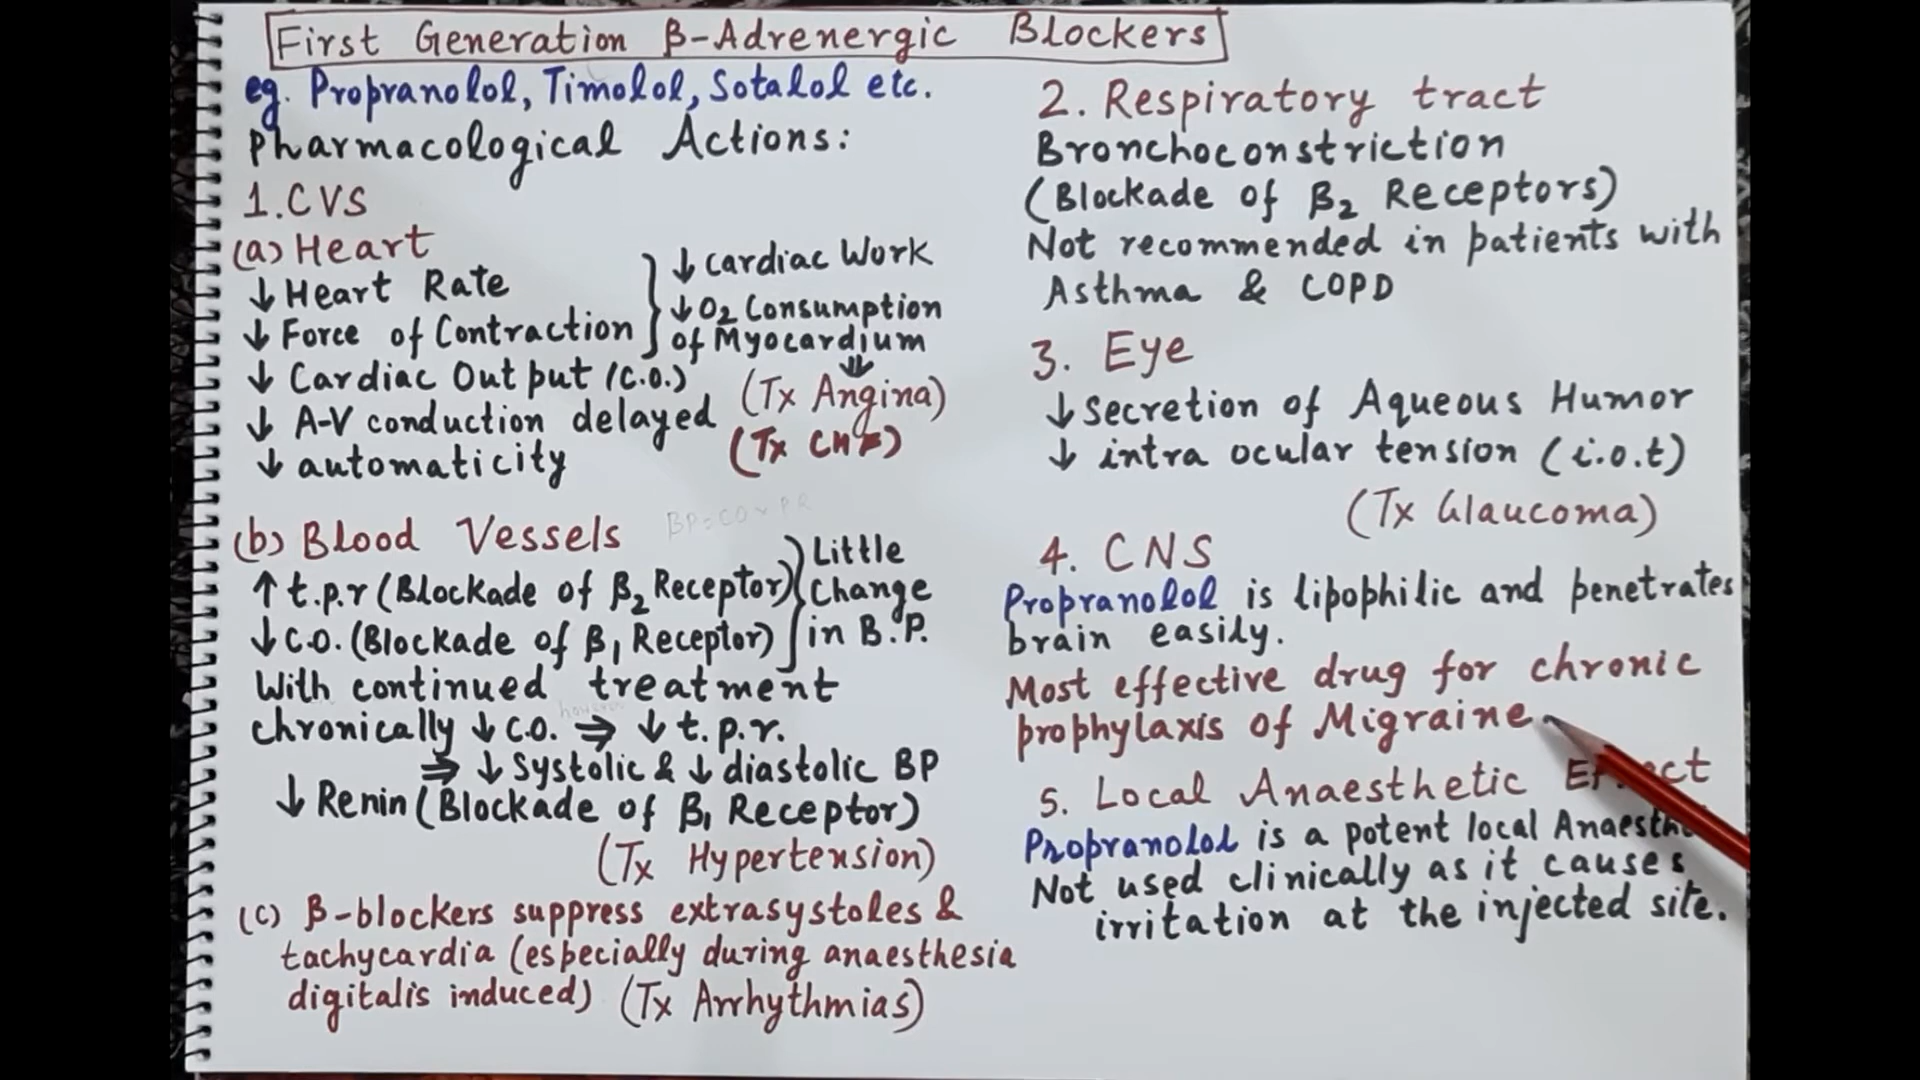 First Generation β-Adrenergic Blockers
eg. Propranolol, Timolol, Sotalol etc.
Pharmacological Actions:
1. CVS
(a) Heart
↓ Heart Rate
↓ Force of Contraction
↓ Cardiac Output (C.O.)
↓ A-V conduction delayed
↓ automaticity
↓ Cardiac Work
↓ O2 Consumption
of Myocardium
⇓
(Tx Angina)
(Tx CHF)
BP = CO × PR
(b) Blood Vessels
↑ t.p.r (Blockade of β2 Receptor)
↓ C.O. (Blockade of β1 Receptor)
Little
Change
in B.P.
With continued treatment
chronically ↓ C.O. ⇒ ↓ t.p.r.
⇒ ↓ Systolic & ↓ diastolic BP
↓ Renin (Blockade of β1 Receptor)
(Tx Hypertension)
(c) β-blockers suppress extrasystoles &
tachycardia (especially during anaesthesia
digitalis induced) (Tx Arrhythmias)
2. Respiratory tract
Bronchoconstriction
(Blockade of β2 Receptors)
Not recommended in patients with
Asthma & COPD
3. Eye
↓ Secretion of Aqueous Humor
↓ intra ocular tension (i.o.t)
(Tx Glaucoma)
4. CNS
Propranolol is lipophilic and penetrates
brain easily.
Most effective drug for chronic
prophylaxis of Migraine
5. Local Anaesthetic
Propranolol is a potent local
Not used clinically as it causes
irritation at the injected site.